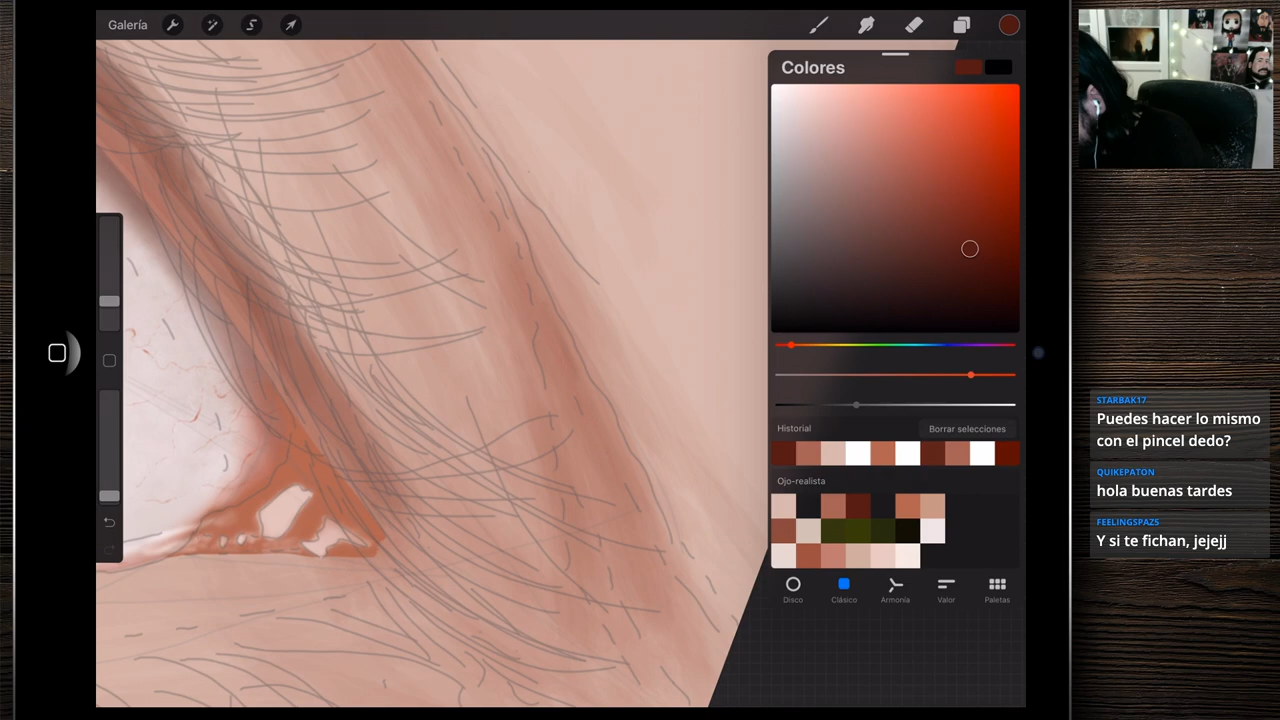 Galería
Colores
Historial
Borrar selecciones
Ojo-realista
Disco
Clásico
Armonía
Valor
Paletas
STARBAK17
Puedes hacer lo mismo
con el pincel dedo?
QUIKEPATON
hola buenas tardes
FEELINGSPAZS
Y si te fichan, jejejj